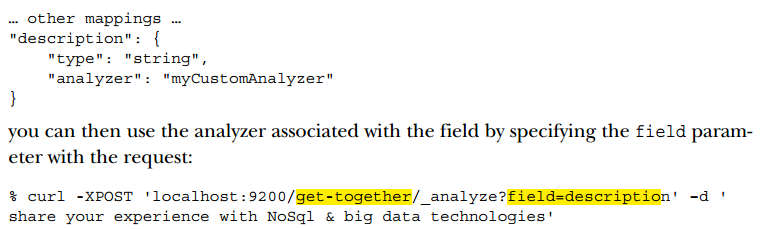 … other mappings …
"description": {
    "type": "string",
    "analyzer": "myCustomAnalyzer"
}
you can then use the analyzer associated with the field by specifying the field param-
eter with the request:
% curl -XPOST 'localhost:9200/get-together/_analyze?field=description' -d '
share your experience with NoSql & big data technologies'